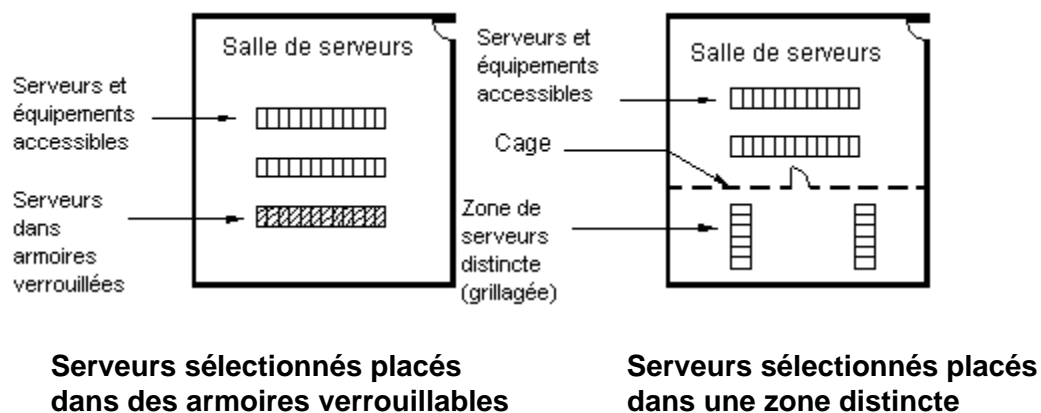 Salle de serveurs
Serveurs et
équipements
accessibles
Serveurs
dans
armoires
verrouillées
Serveurs sélectionnés placés
dans des armoires verrouillables
Serveurs et
équipements
accessibles
Salle de serveurs
Cage
Zone de
serveurs
distincte
(grillagée)
Serveurs sélectionnés placés
dans une zone distincte